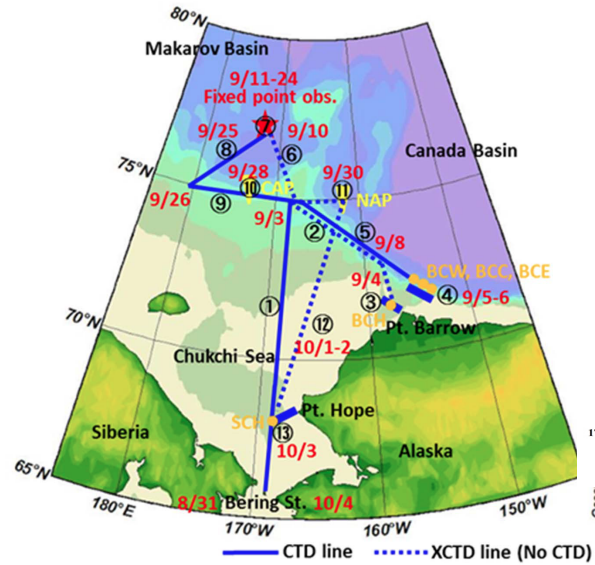 80°N
Makarov Basin
9/11-24
Fixed point obs.
⑦
9/25
9/10
⑧
⑥
Canada Basin
75°N
9/28
9/30
⑩
CAP
⑪
NAP
9/26
⑨
9/3
②
⑤
9/8
BCW, BCC, BCE
9/4
④
9/5-6
③
BCH
①
⑫
Pt. Barrow
70°N
10/1-2
Chukchi Sea
SCH
Pt. Hope
⑬
Siberia
10/3
Alaska
65°N
8/31 Bering St. 10/4
180°E
170°W
160°W
150°W
CTD line
XCTD line (No CTD)